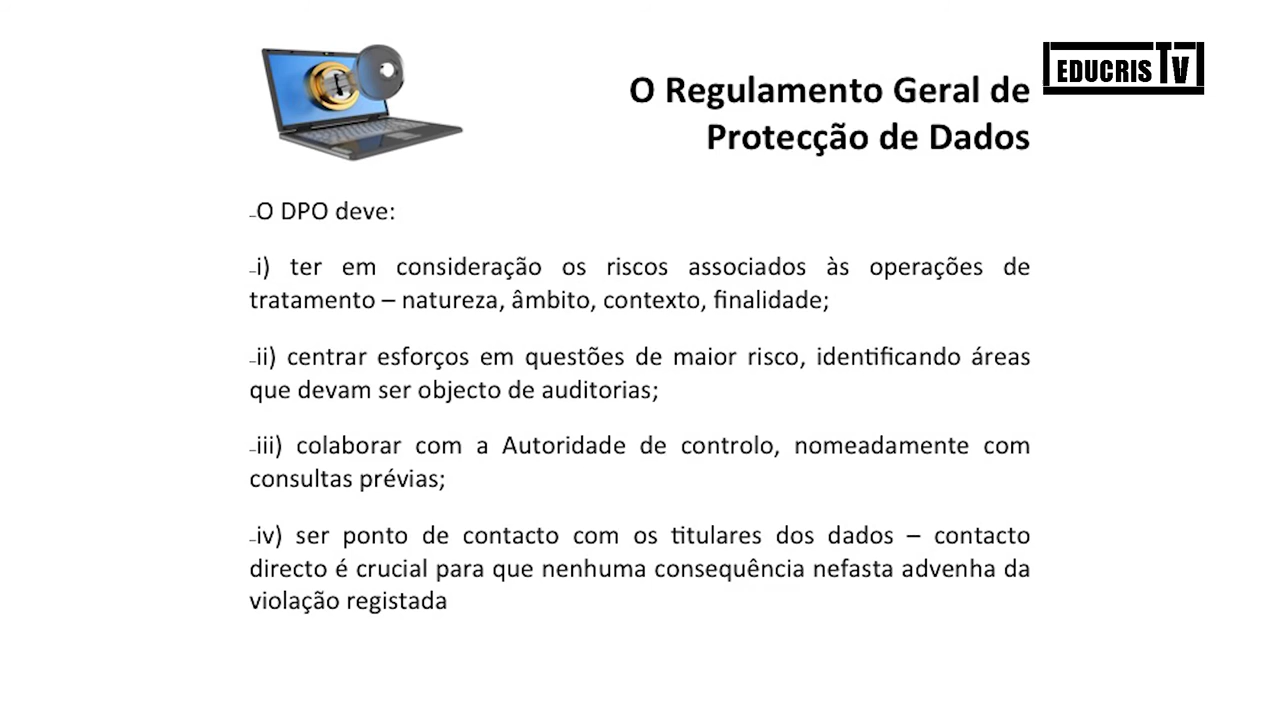 EDUCRIS TV
O Regulamento Geral de
Protecção de Dados
–O DPO deve:
–i) ter em consideração os riscos associados às operações de
tratamento – natureza, âmbito, contexto, finalidade;
–ii) centrar esforços em questões de maior risco, identificando áreas
que devam ser objecto de auditorias;
–iii) colaborar com a Autoridade de controlo, nomeadamente com
consultas prévias;
–iv) ser ponto de contacto com os titulares dos dados – contacto
directo é crucial para que nenhuma consequência nefasta advenha da
violação registada